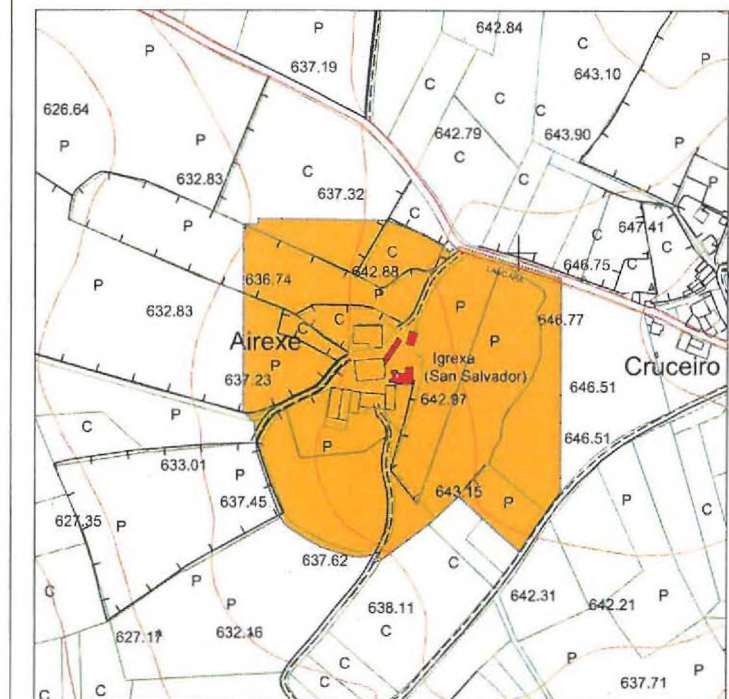 642.84
P
P
637.19
C
643.10
P
626.64
C
C
642.79
643.90
P
P
C
C
P
632.83
637.32
C
P
C
647.41
C
C
636.74
642.88
646.75
P
P
P
632.83
646.77
Airexe
C
P
Igrexa
P
(San Salvador)
Cruceiro
637.23
642.97
646.51
C
P
646.51
P
633.01
P
637.45
643.15
P
P
627.35
P
C
637.62
C
P
638.11
642.31
P
C
P
642.21
C
627.17
632.16
P
637.71
C
C
C
C